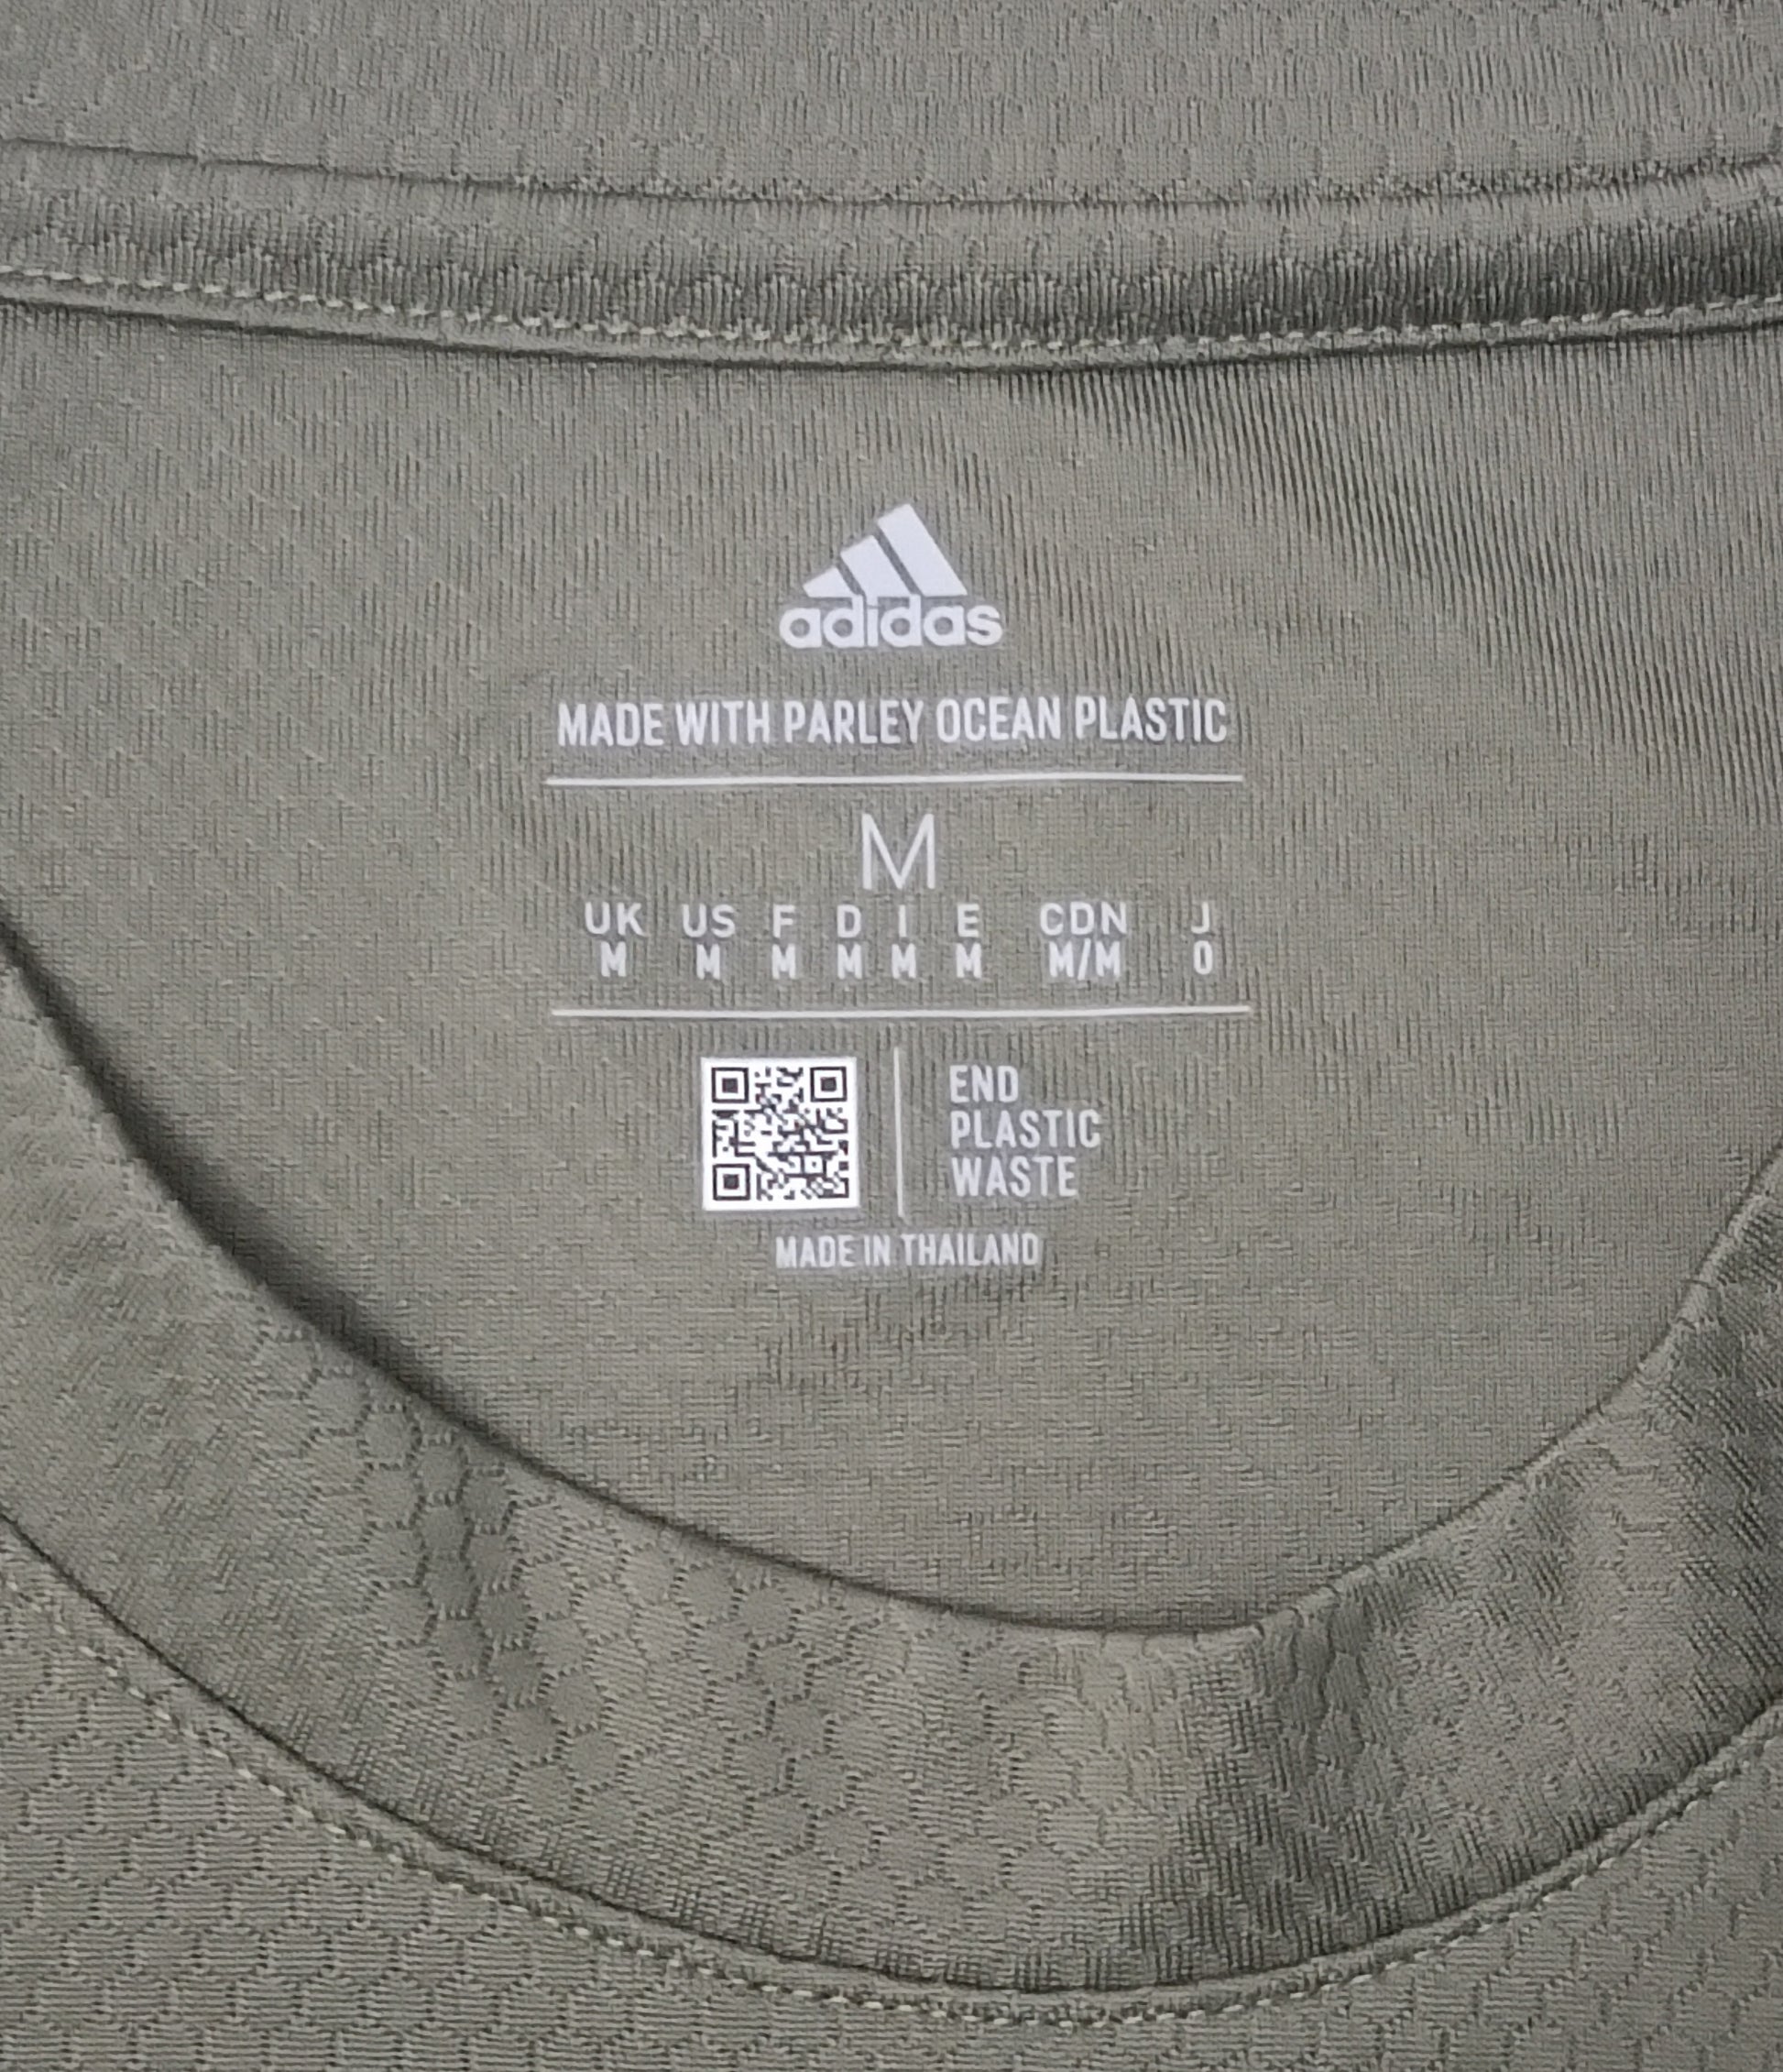 adidas
MADE WITH PARLEY OCEAN PLASTIC
M
UK US F D I E CDN J
M M M M M M M/M O
END
PLASTIC
WASTE
MADE IN THAILAND